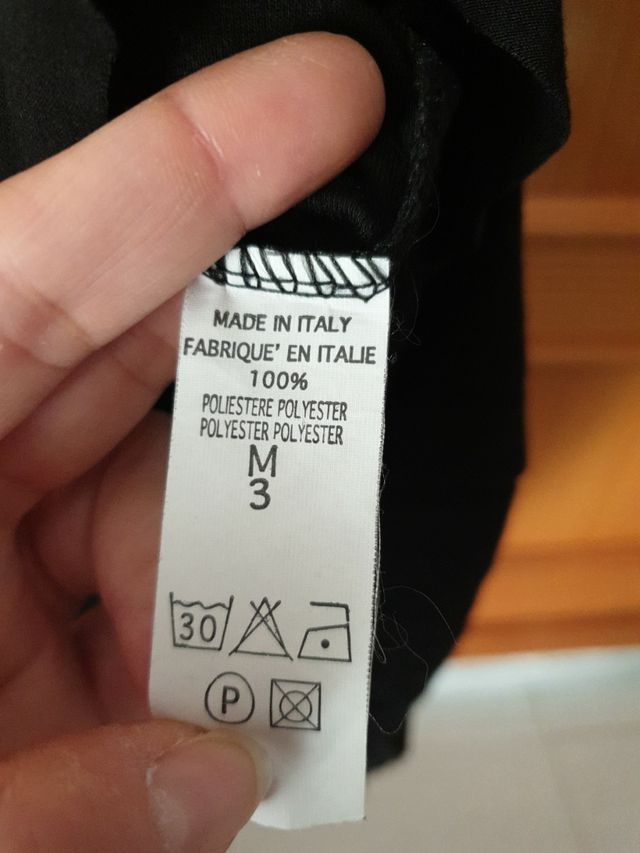 MADE IN ITALY
FABRIQUE' EN ITALIE
100%
POLIESTERE POLYESTER
POLYESTER POLYESTER
M
3
30
P